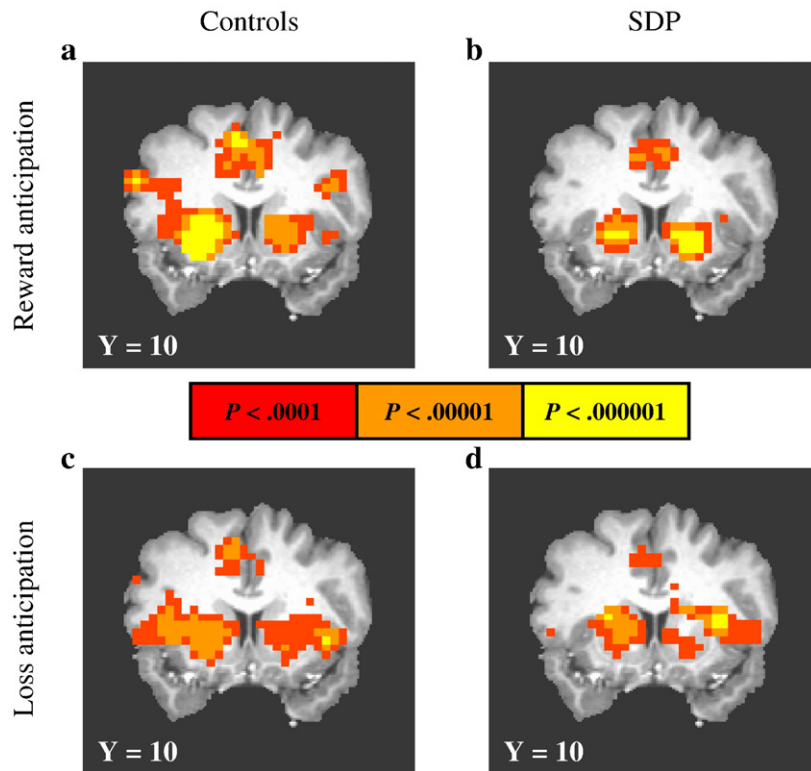 Controls
SDP
a
b
Reward anticipation
Y = 10
Y = 10
P < .0001
P < .00001
P < .000001
c
d
Loss anticipation
Y = 10
Y = 10